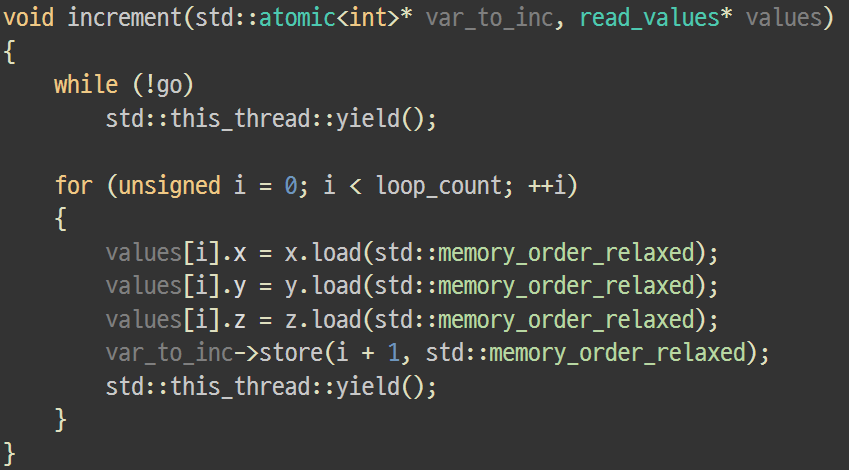 void increment(std::atomic<int>* var_to_inc, read_values* values)
{
    while (!go)
        std::this_thread::yield();

    for (unsigned i = 0; i < loop_count; ++i)
    {
        values[i].x = x.load(std::memory_order_relaxed);
        values[i].y = y.load(std::memory_order_relaxed);
        values[i].z = z.load(std::memory_order_relaxed);
        var_to_inc->store(i + 1, std::memory_order_relaxed);
        std::this_thread::yield();
    }
}